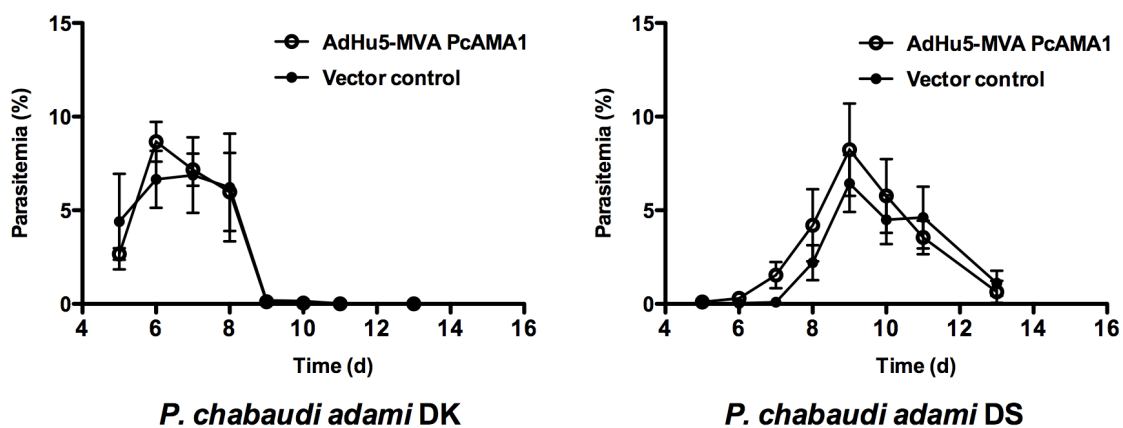 15
10
5
0
Parasitemia (%)
AdHu5-MVA PcAMA1
Vector control
4 6 8 10 12 14 16
Time (d)
P. chabaudi adami DK
15
10
5
0
Parasitemia (%)
AdHu5-MVA PcAMA1
Vector control
4 6 8 10 12 14 16
Time (d)
P. chabaudi adami DS